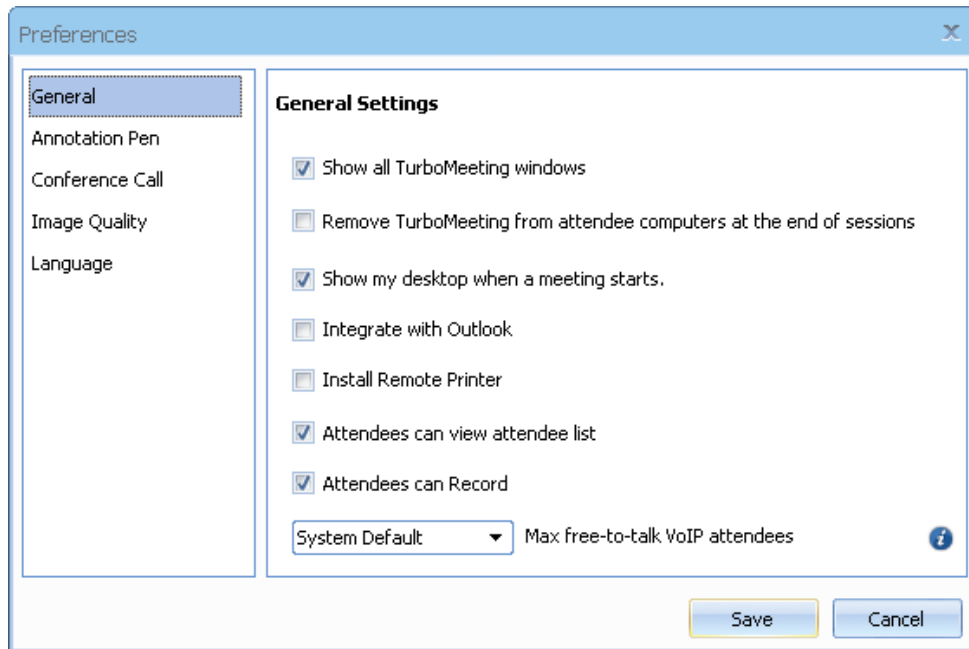 Preferences
General
Annotation Pen
Conference Call
Image Quality
Language
General Settings
Show all TurboMeeting windows
Remove TurboMeeting from attendee computers at the end of sessions
Show my desktop when a meeting starts.
Integrate with Outlook
Install Remote Printer
Attendees can view attendee list
Attendees can Record
System Default Max free-to-talk VoIP attendees
Save Cancel